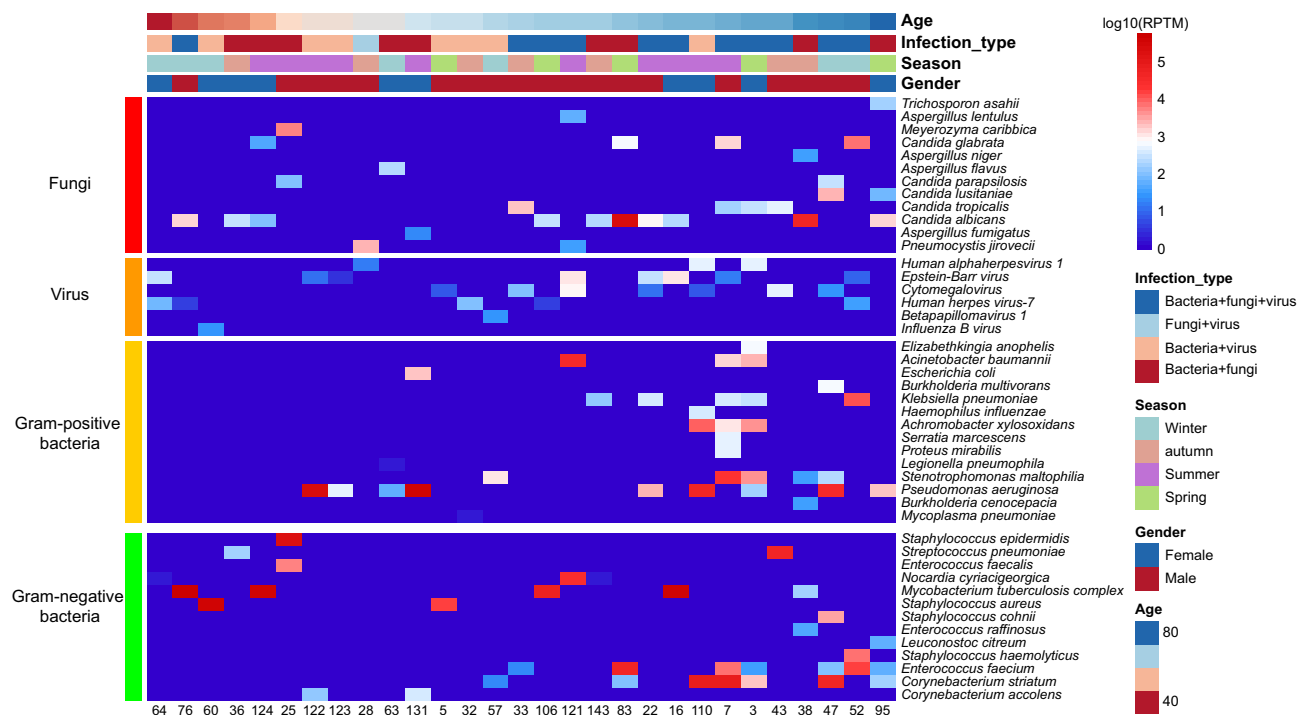 Age
Infection_type
Season
Gender
log10(RPTM)
5
4
3
2
1
0
Fungi
Trichosporon asahii
Aspergillus lentulus
Meyerozyma caribbica
Candida glabrata
Aspergillus niger
Aspergillus flavus
Candida parapsilosis
Candida lusitaniae
Candida tropicalis
Candida albicans
Aspergillus fumigatus
Pneumocystis jirovecii
Virus
Human alphaherpesvirus 1
Epstein-Barr virus
Cytomegalovirus
Human herpes virus-7
Betapapillomavirus 1
Influenza B virus
Gram-positive
bacteria
Elizabethkingia anophelis
Acinetobacter baumannii
Escherichia coli
Burkholderia multivorans
Klebsiella pneumoniae
Haemophilus influenzae
Achromobacter xylosoxidans
Serratia marcescens
Proteus mirabilis
Legionella pneumophila
Stenotrophomonas maltophilia
Pseudomonas aeruginosa
Burkholderia cenocepacia
Mycoplasma pneumoniae
Gram-negative
bacteria
Staphylococcus epidermidis
Streptococcus pneumoniae
Enterococcus faecalis
Nocardia cyriacigeorgica
Mycobacterium tuberculosis complex
Staphylococcus aureus
Staphylococcus cohnii
Enterococcus raffinosus
Leuconostoc citreum
Staphylococcus haemolyticus
Enterococcus faecium
Corynebacterium striatum
Corynebacterium accolens
64 76 60 36 124 25 122 123 28 63 131 5 32 57 33 106 121 143 83 22 16 110 7 3 43 38 47 52 95
Infection_type
Bacteria+fungi+virus
Fungi+virus
Bacteria+virus
Bacteria+fungi
Season
Winter
autumn
Summer
Spring
Gender
Female
Male
Age
80
40